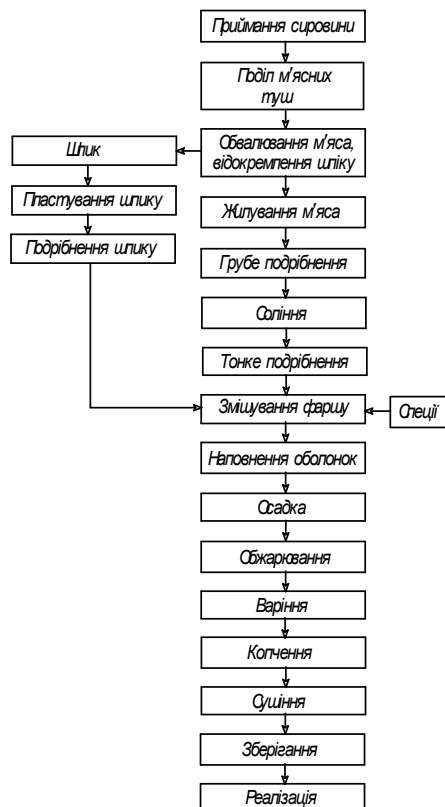 Приймання сировини
Поділ м'ясних
туш
Обвалювання м'яса,
відокремлення шпіку
Шпик
Пластування шпику
Подрібнення шпику
Жилування м'яса
Грубе подрібнення
Соління
Тонке подрібнення
Змішування фаршу
Спеції
Наповнення оболонок
Осадка
Обжарювання
Варіння
Копчення
Сушіння
Зберігання
Реалізація